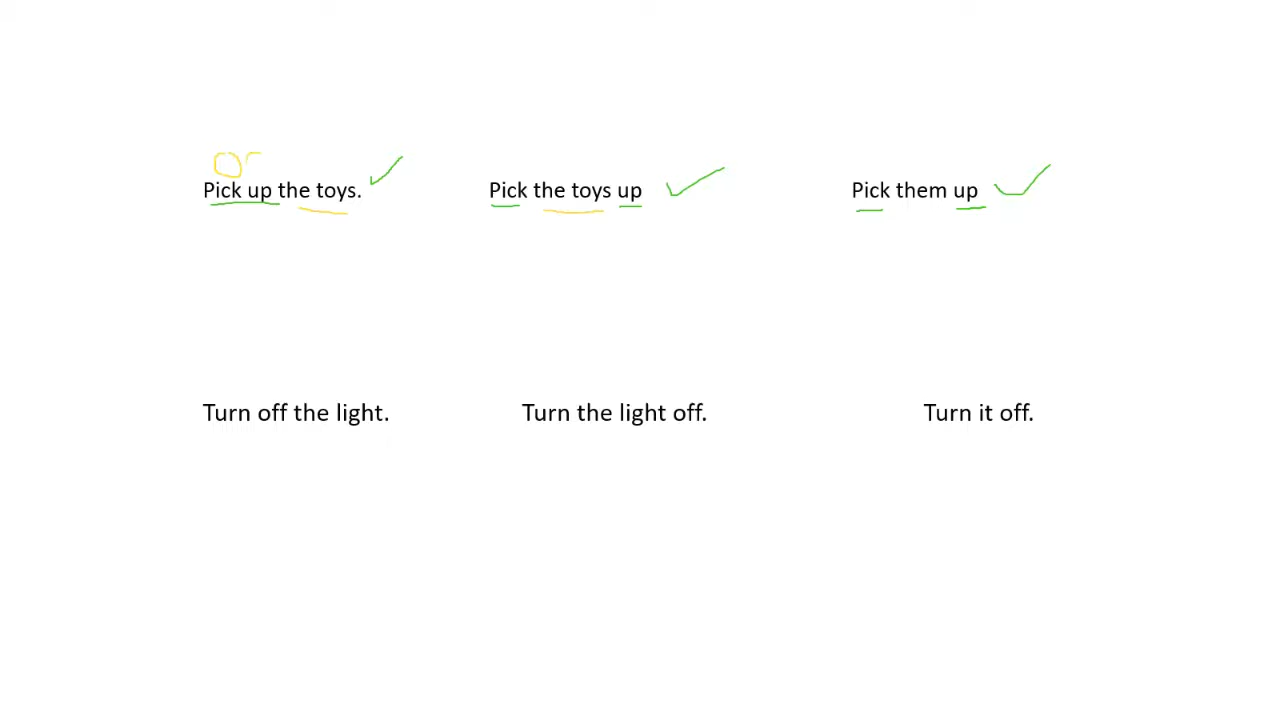 or
Pick up the toys.
Pick the toys up
Pick them up
Turn off the light.
Turn the light off.
Turn it off.